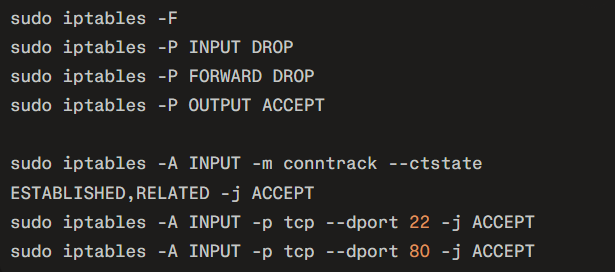 sudo iptables -F
sudo iptables -P INPUT DROP
sudo iptables -P FORWARD DROP
sudo iptables -P OUTPUT ACCEPT

sudo iptables -A INPUT -m conntrack --ctstate
ESTABLISHED,RELATED -j ACCEPT
sudo iptables -A INPUT -p tcp --dport 22 -j ACCEPT
sudo iptables -A INPUT -p tcp --dport 80 -j ACCEPT